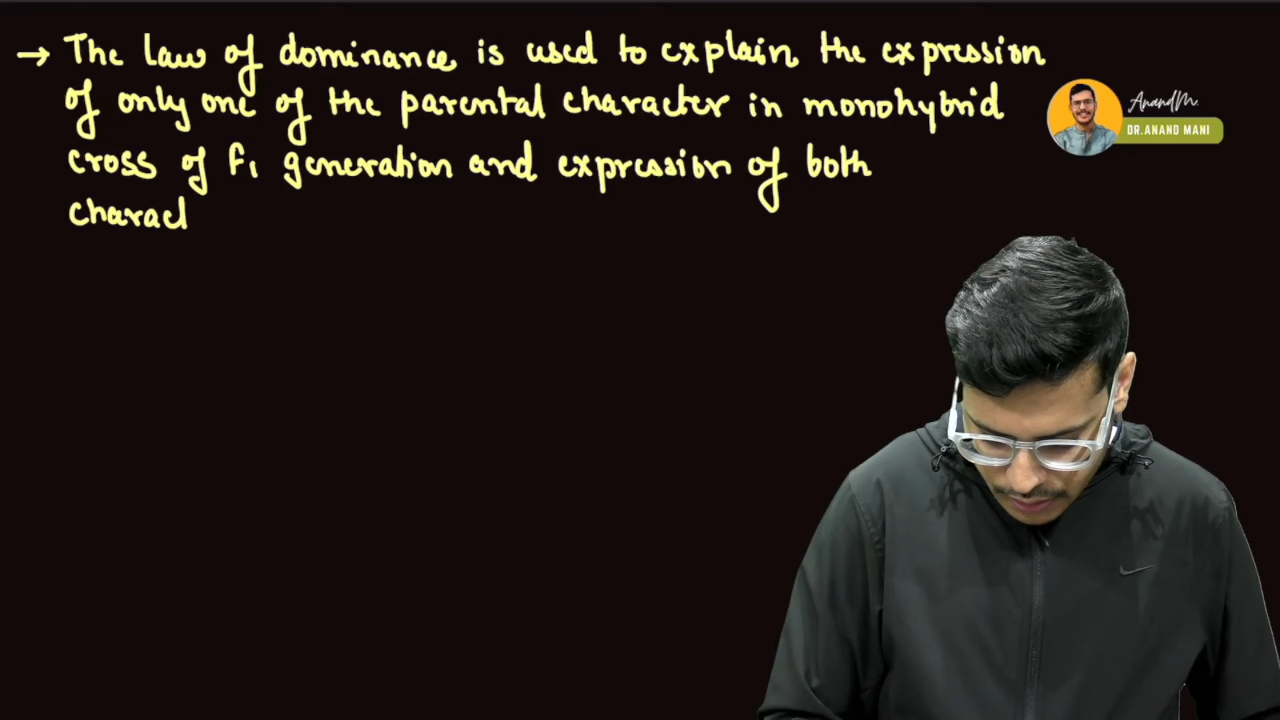 → The law of dominance is used to explain the expression
of only one of the parental character in monohybrid
cross of F₁ generation and expression of both
charact
AnandM.
DR.ANAND MANI